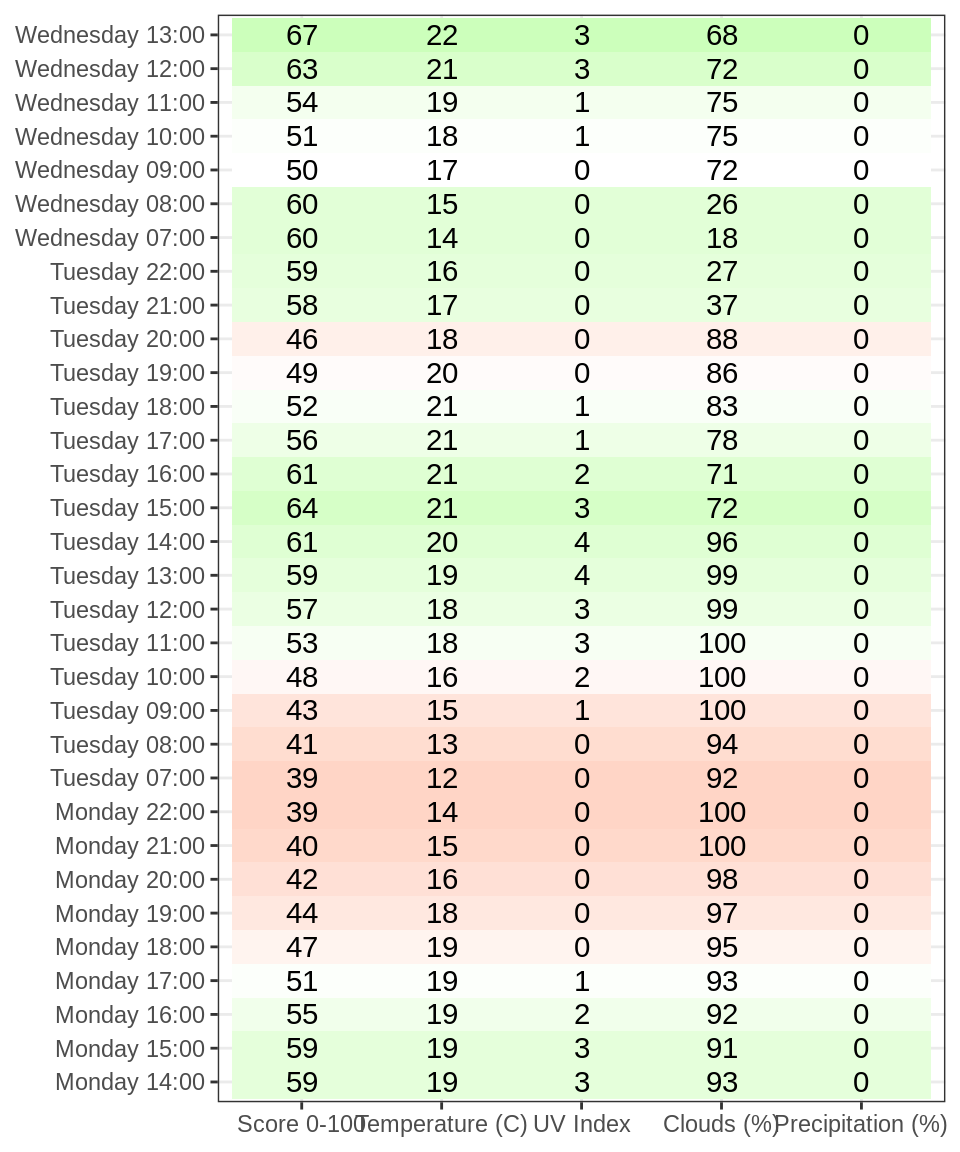 Wednesday 13:00 67 22 3 68 0
Wednesday 12:00 63 21 3 72 0
Wednesday 11:00 54 19 1 75 0
Wednesday 10:00 51 18 1 75 0
Wednesday 09:00 50 17 0 72 0
Wednesday 08:00 60 15 0 26 0
Wednesday 07:00 60 14 0 18 0
Tuesday 22:00 59 16 0 27 0
Tuesday 21:00 58 17 0 37 0
Tuesday 20:00 46 18 0 88 0
Tuesday 19:00 49 20 0 86 0
Tuesday 18:00 52 21 1 83 0
Tuesday 17:00 56 21 1 78 0
Tuesday 16:00 61 21 2 71 0
Tuesday 15:00 64 21 3 72 0
Tuesday 14:00 61 20 4 96 0
Tuesday 13:00 59 19 4 99 0
Tuesday 12:00 57 18 3 99 0
Tuesday 11:00 53 18 3 100 0
Tuesday 10:00 48 16 2 100 0
Tuesday 09:00 43 15 1 100 0
Tuesday 08:00 41 13 0 94 0
Tuesday 07:00 39 12 0 92 0
Monday 22:00 39 14 0 100 0
Monday 21:00 40 15 0 100 0
Monday 20:00 42 16 0 98 0
Monday 19:00 44 18 0 97 0
Monday 18:00 47 19 0 95 0
Monday 17:00 51 19 1 93 0
Monday 16:00 55 19 2 92 0
Monday 15:00 59 19 3 91 0
Monday 14:00 59 19 3 93 0
Score 0-100 Temperature (C) UV Index Clouds (%) Precipitation (%)